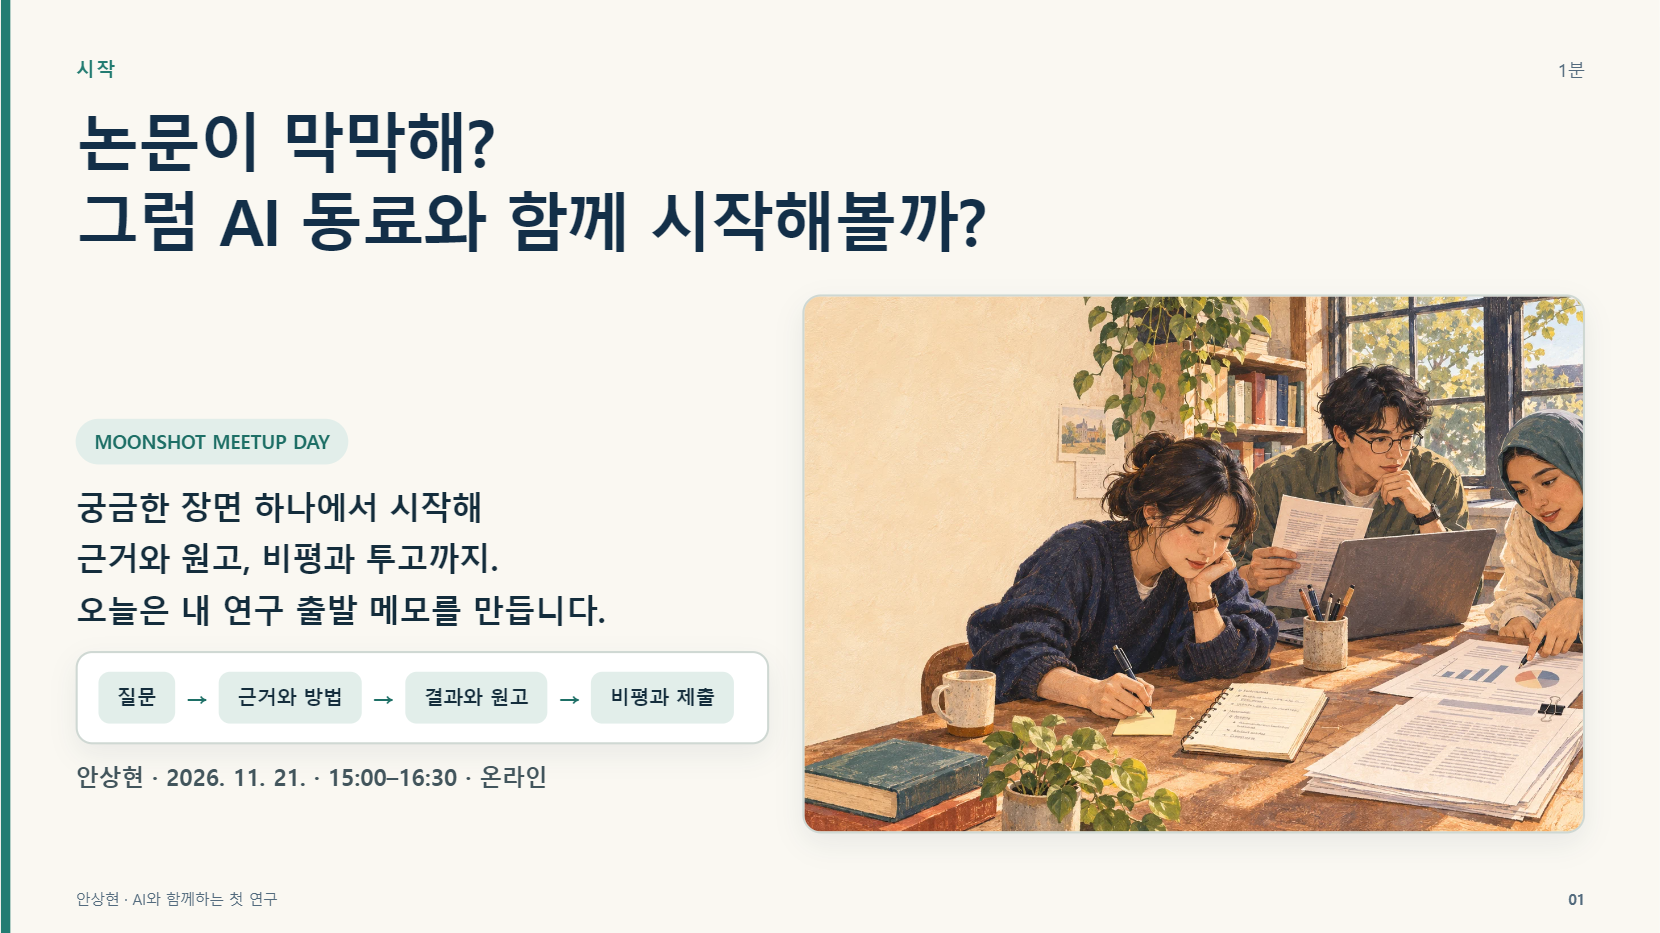 시작
1분
논문이 막막해?
그럼 AI 동료와 함께 시작해볼까?
MOONSHOT MEETUP DAY
궁금한 장면 하나에서 시작해
근거와 원고, 비평과 투고까지.
오늘은 내 연구 출발 메모를 만듭니다.
질문 → 근거와 방법 → 결과와 원고 → 비평과 제출
안상현 · 2026. 11. 21. · 15:00–16:30 · 온라인
안상현 · AI와 함께하는 첫 연구
01